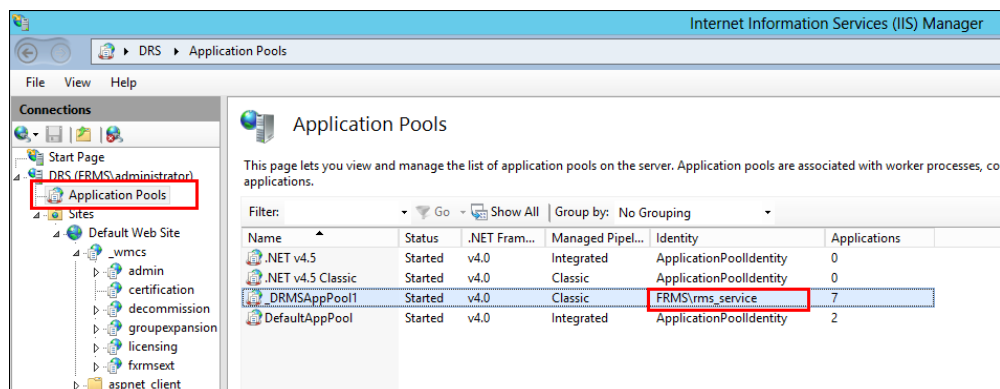 Internet Information Services (IIS) Manager
DRS Application Pools
File View Help
Connections
Start Page
DRS (FRMS\administrator)
Application Pools
Sites
Default Web Site
_wmcs
admin
certification
decommission
groupexpansion
licensing
fxrmsext
aspnet_client
Application Pools
This page lets you view and manage the list of application pools on the server. Application pools are associated with worker processes, co
applications.
Filter: Go Show All Group by: No Grouping
Name Status .NET Fram... Managed Pipel... Identity Applications
.NET v4.5 Started v4.0 Integrated ApplicationPoolIdentity 0
.NET v4.5 Classic Started v4.0 Classic ApplicationPoolIdentity 0
_DRMSAppPool1 Started v4.0 Classic FRMS\rms_service 7
DefaultAppPool Started v4.0 Integrated ApplicationPoolIdentity 2